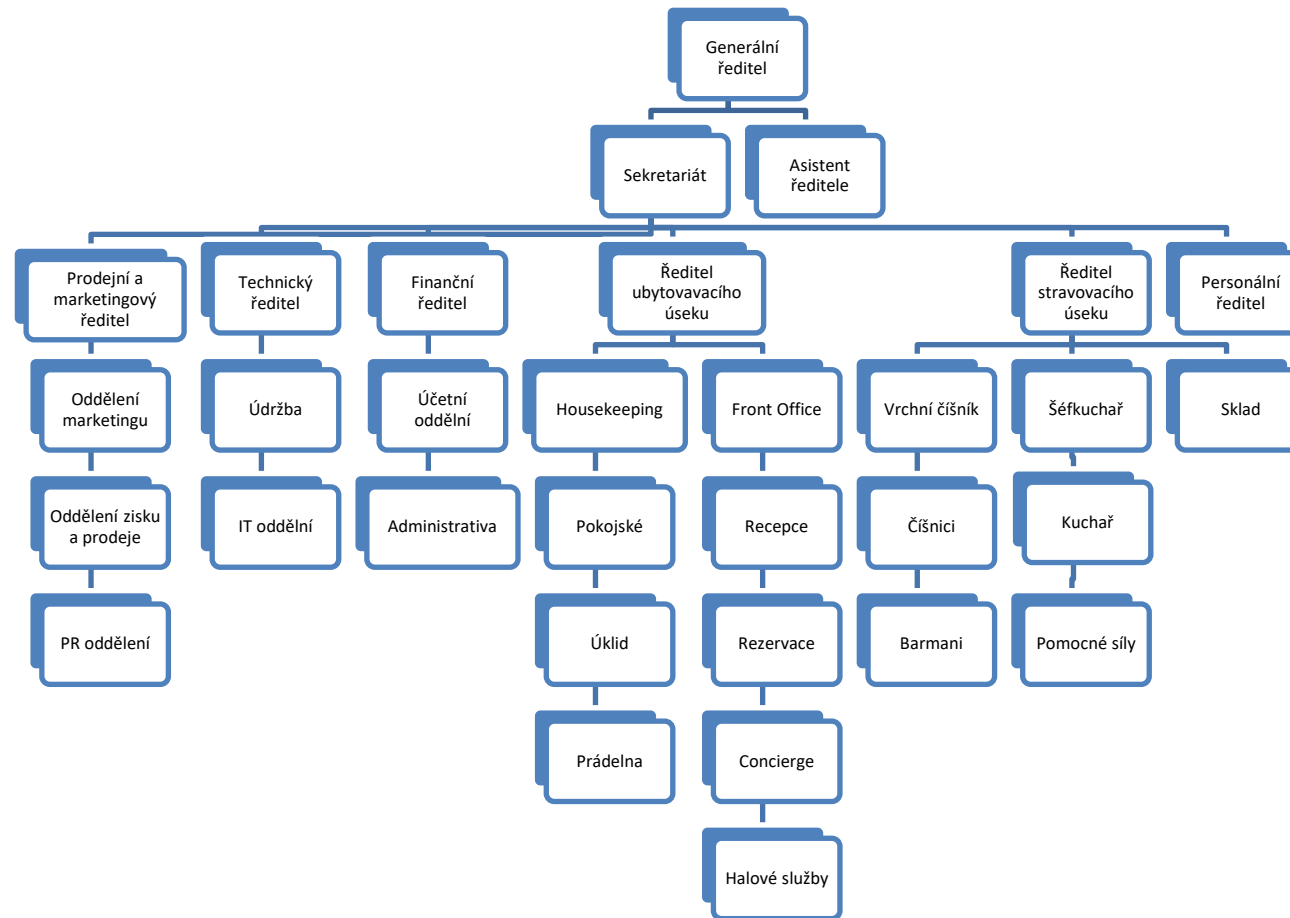 Generální
ředitel
Sekretariát
Asistent
ředitele
Prodejní a
marketingový
ředitel
Technický
ředitel
Finanční
ředitel
Ředitel
ubytovavacího
úseku
Ředitel
stravovacího
úseku
Personální
ředitel
Oddělení
marketingu
Údržba
Účetní
oddělní
Housekeeping
Front Office
Vrchní číšník
Šéfkuchař
Sklad
Oddělení zisku
a prodeje
IT oddělní
Administrativa
Pokojské
Recepce
Číšnici
Kuchař
PR oddělení
Úklid
Rezervace
Barmani
Pomocné síly
Prádelna
Concierge
Halové služby